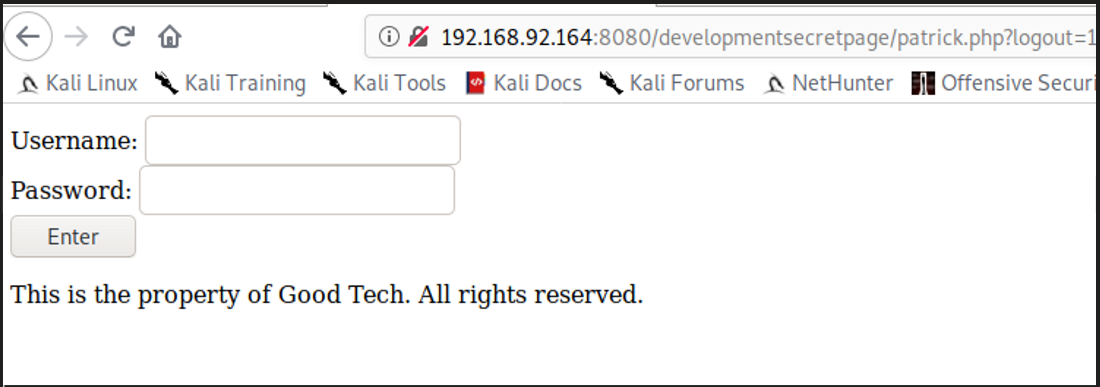 192.168.92.164:8080/developmentsecretpage/patrick.php?logout=1
Kali Linux Kali Training Kali Tools Kali Docs Kali Forums NetHunter Offensive Securi
Username:
Password:
Enter
This is the property of Good Tech. All rights reserved.